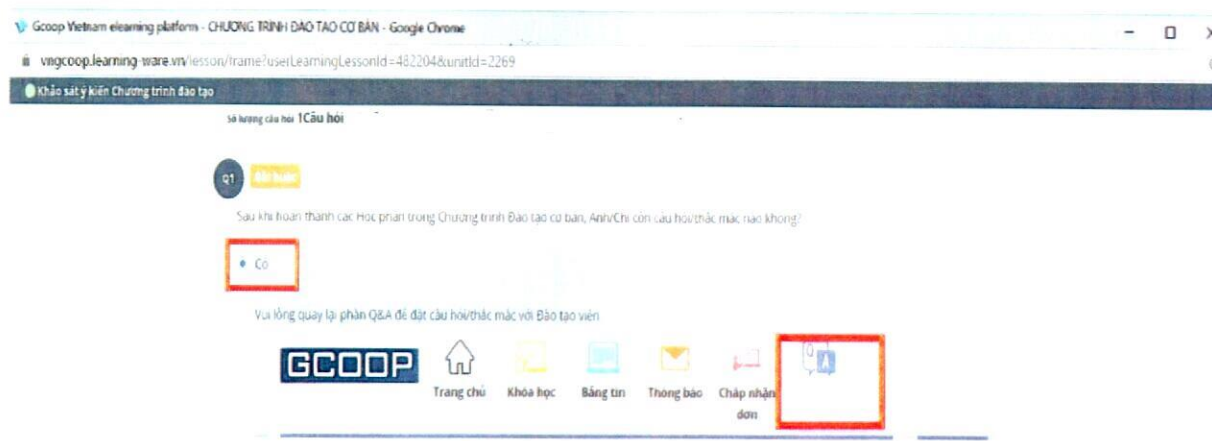 Gcoop Vietnam elearning platform - CHƯƠNG TRÌNH ĐÀO TẠO CƠ BẢN - Google Chrome
vngcoop.learning-ware.vn/lesson/frame?userLearningLessonId=482204&unitId=2269
Khảo sát ý kiến Chương trình đào tạo
Số lượng câu hỏi 1Câu hỏi
Q1 Bắt buộc
Sau khi hoàn thành các Học phần trong Chương trình Đào tạo cơ bản, Anh/Chị còn câu hỏi/thắc mắc nào không?
Có
Vui lòng quay lại phần Q&A để đặt câu hỏi/thắc mắc với Đào tạo viên
GCOOP
Q A
Trang chủ Khóa học Bảng tin Thông báo Chấp nhận đơn